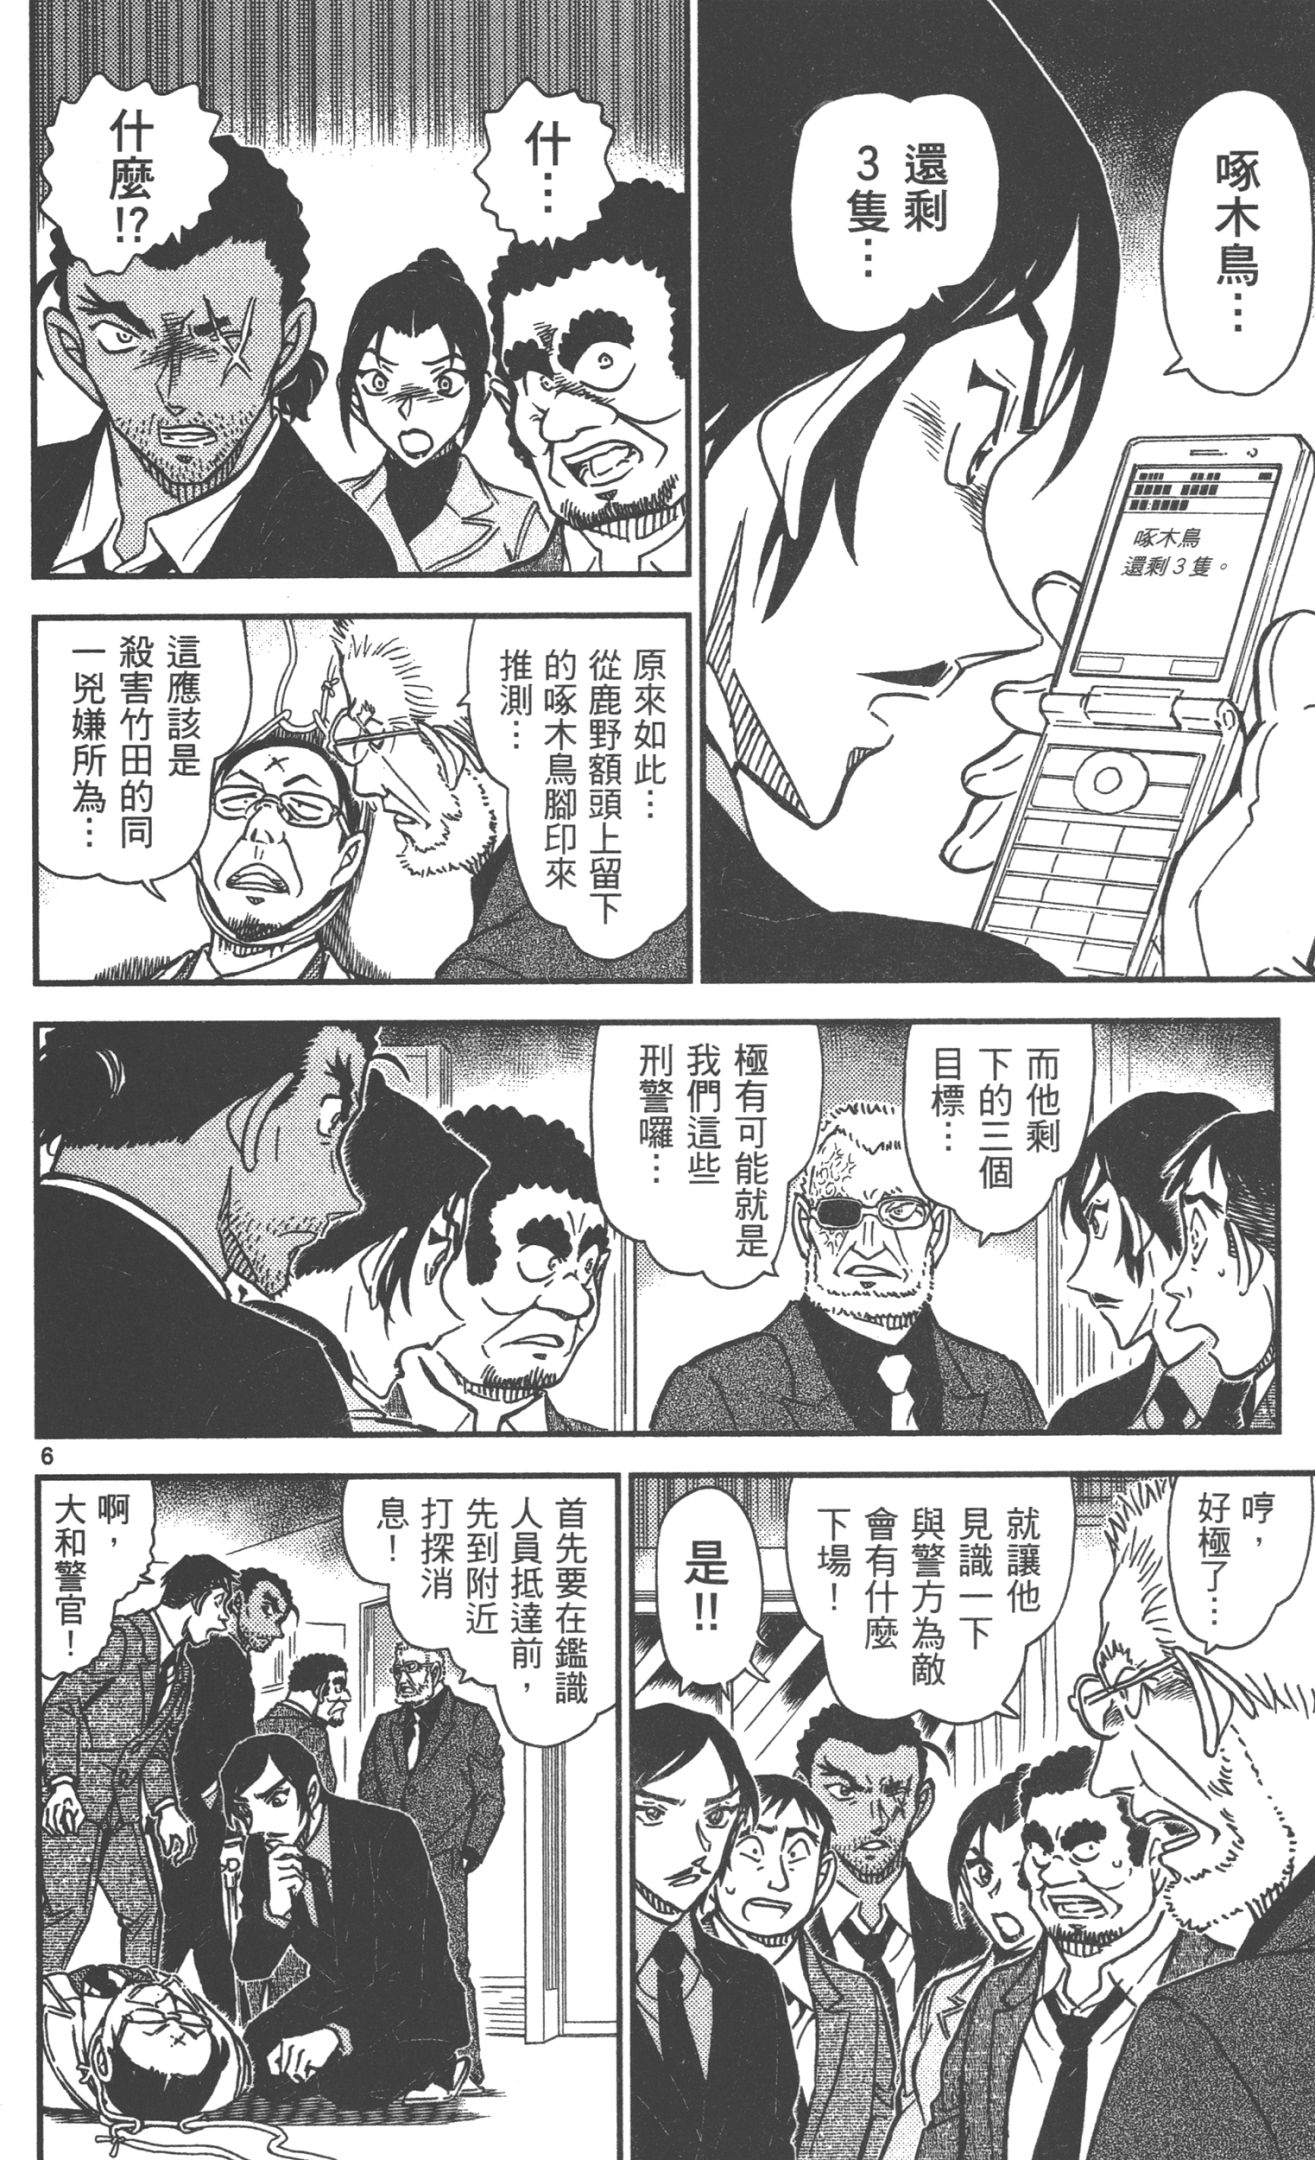 啄木鳥…
還剩
3隻…
啄木鳥
還剩3隻。
什…
什麼!?
原來如此…
從鹿野額頭上留下
的啄木鳥腳印來
推測…
這應該是
殺害竹田的同
一兇嫌所為…
而他剩
下的三個
目標…
極有可能就是
我們這些
刑警囉…
6
哼，
好極了…
就讓他
見識一下
與警方為敵
會有什麼
下場！
是!!
首先要在鑑識
人員抵達前，
先到附近
打探消
息！
啊，
大和警官！